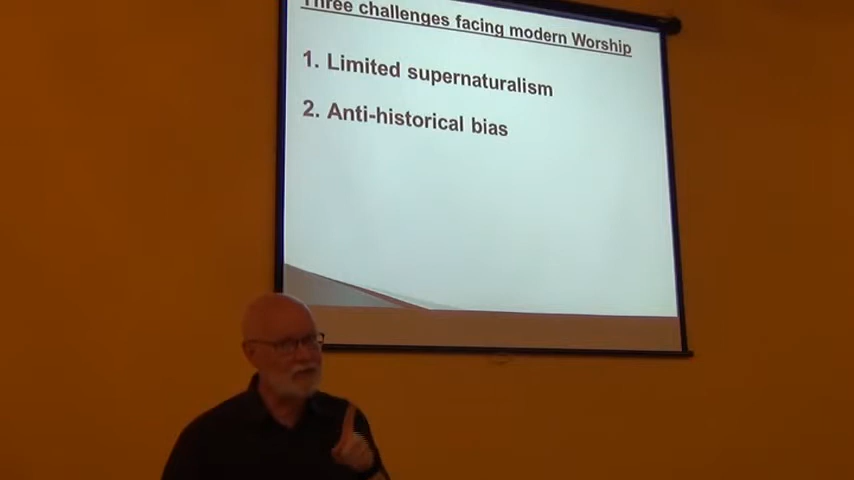 Three challenges facing modern Worship
1. Limited supernaturalism
2. Anti-historical bias